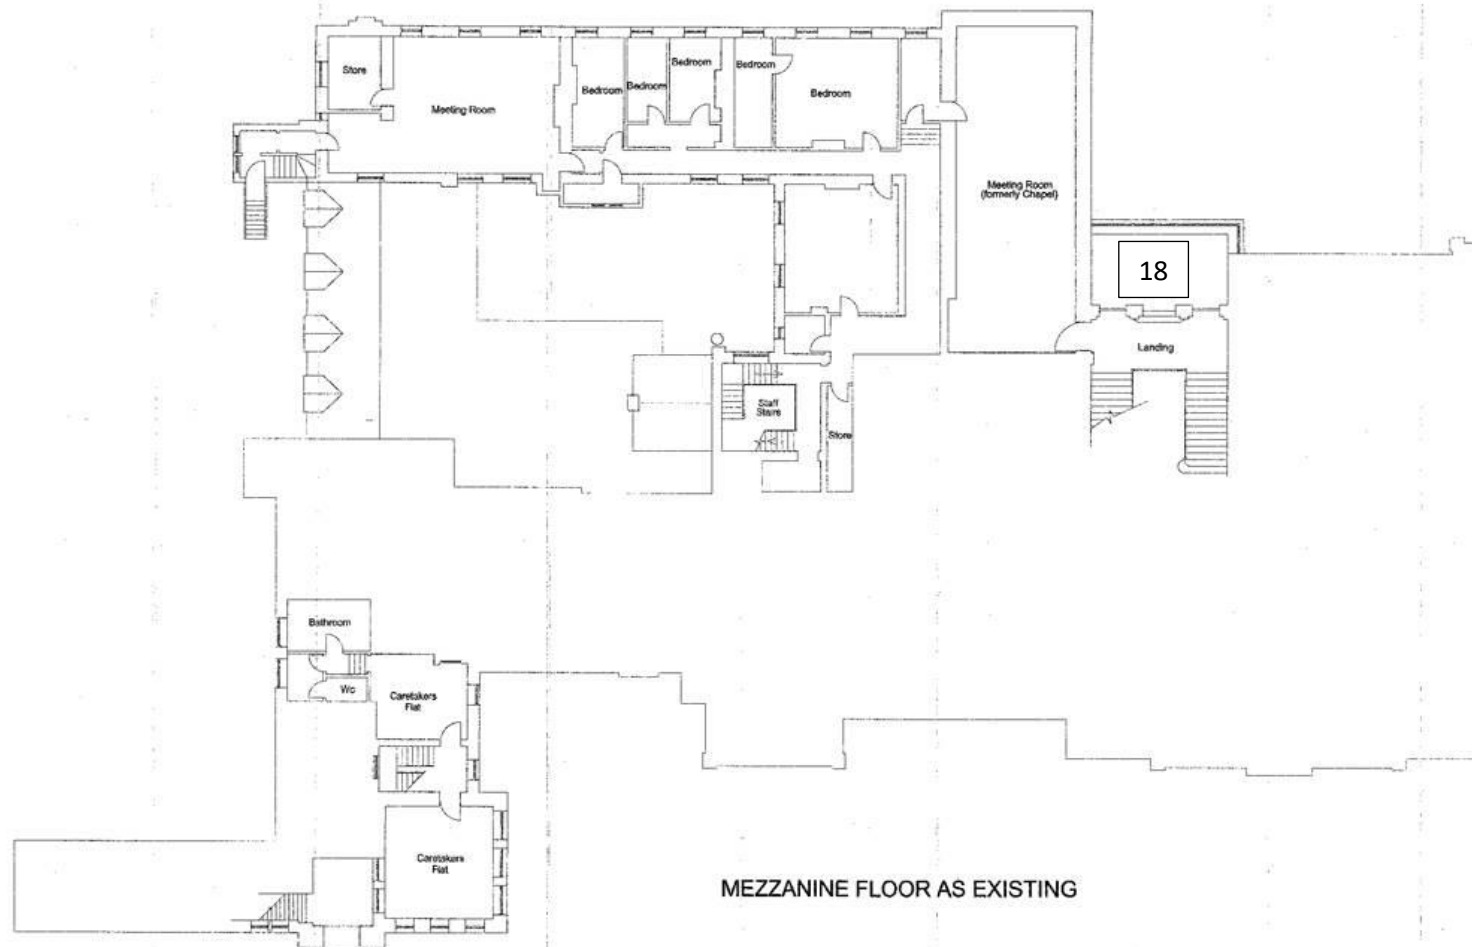 Store
Meeting Room
Bedroom
Bedroom
Bedroom
Bedroom
Bedroom
Meeting Room
(formerly Chapel)
18
Landing
Staff
Stairs
Store
Bathroom
Wc
Caretakers
Flat
Caretakers
Flat
MEZZANINE FLOOR AS EXISTING